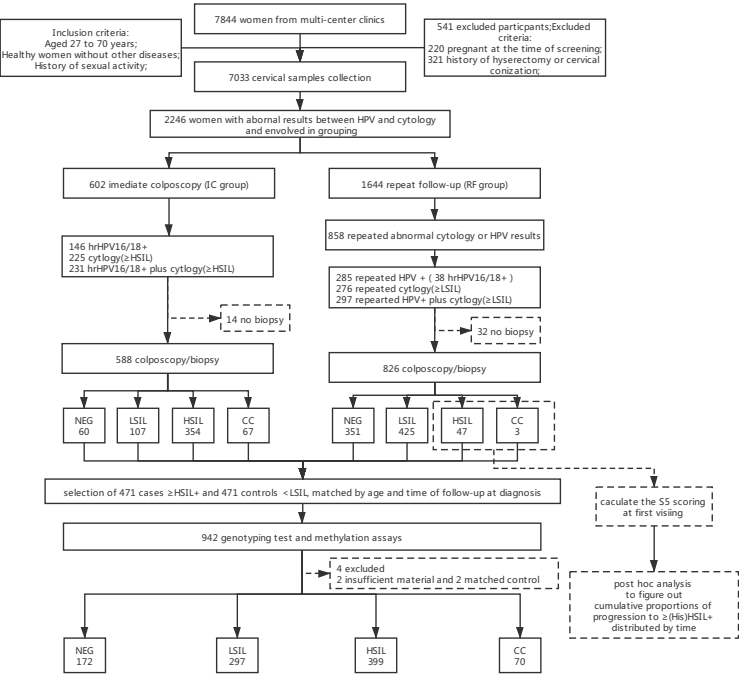 7844 women from multi-center clinics
Inclusion criteria:
Aged 27 to 70 years;
Healthy women without other diseases;
History of sexual activity;
541 excluded particpants;Excluded
criteria:
220 pregnant at the time of screening;
321 history of hyserectomy or cervical
conization;
7033 cervical samples collection
2246 women with abornal results between HPV and cytology
and envolved in grouping
602 imediate colposcopy (IC group)
1644 repeat follow-up (RF group)
146 hrHPV16/18+
225 cytlogy(≥HSIL)
231 hrHPV16/18+ plus cytlogy(≥HSIL)
858 repeated abnormal cytology or HPV results
285 repeated HPV + ( 38 hrHPV16/18+ )
276 repeated cytlogy(≥LSIL)
297 repearted HPV+ plus cytlogy(≥LSIL)
14 no biopsy
32 no biopsy
588 colposcopy/biopsy
826 colposcopy/biopsy
NEG
60
LSIL
107
HSIL
354
CC
67
NEG
351
LSIL
425
HSIL
47
CC
3
selection of 471 cases ≥HSIL+ and 471 controls <LSIL, matched by age and time of follow-up at diagnosis
caculate the S5 scoring
at first visiing
942 genotyping test and methylation assays
4 excluded
2 insufficient material and 2 matched control
post hoc analysis
to figure out
cumulative proportions of
progression to ≥(His)HSIL+
distributed by time
NEG
172
LSIL
297
HSIL
399
CC
70